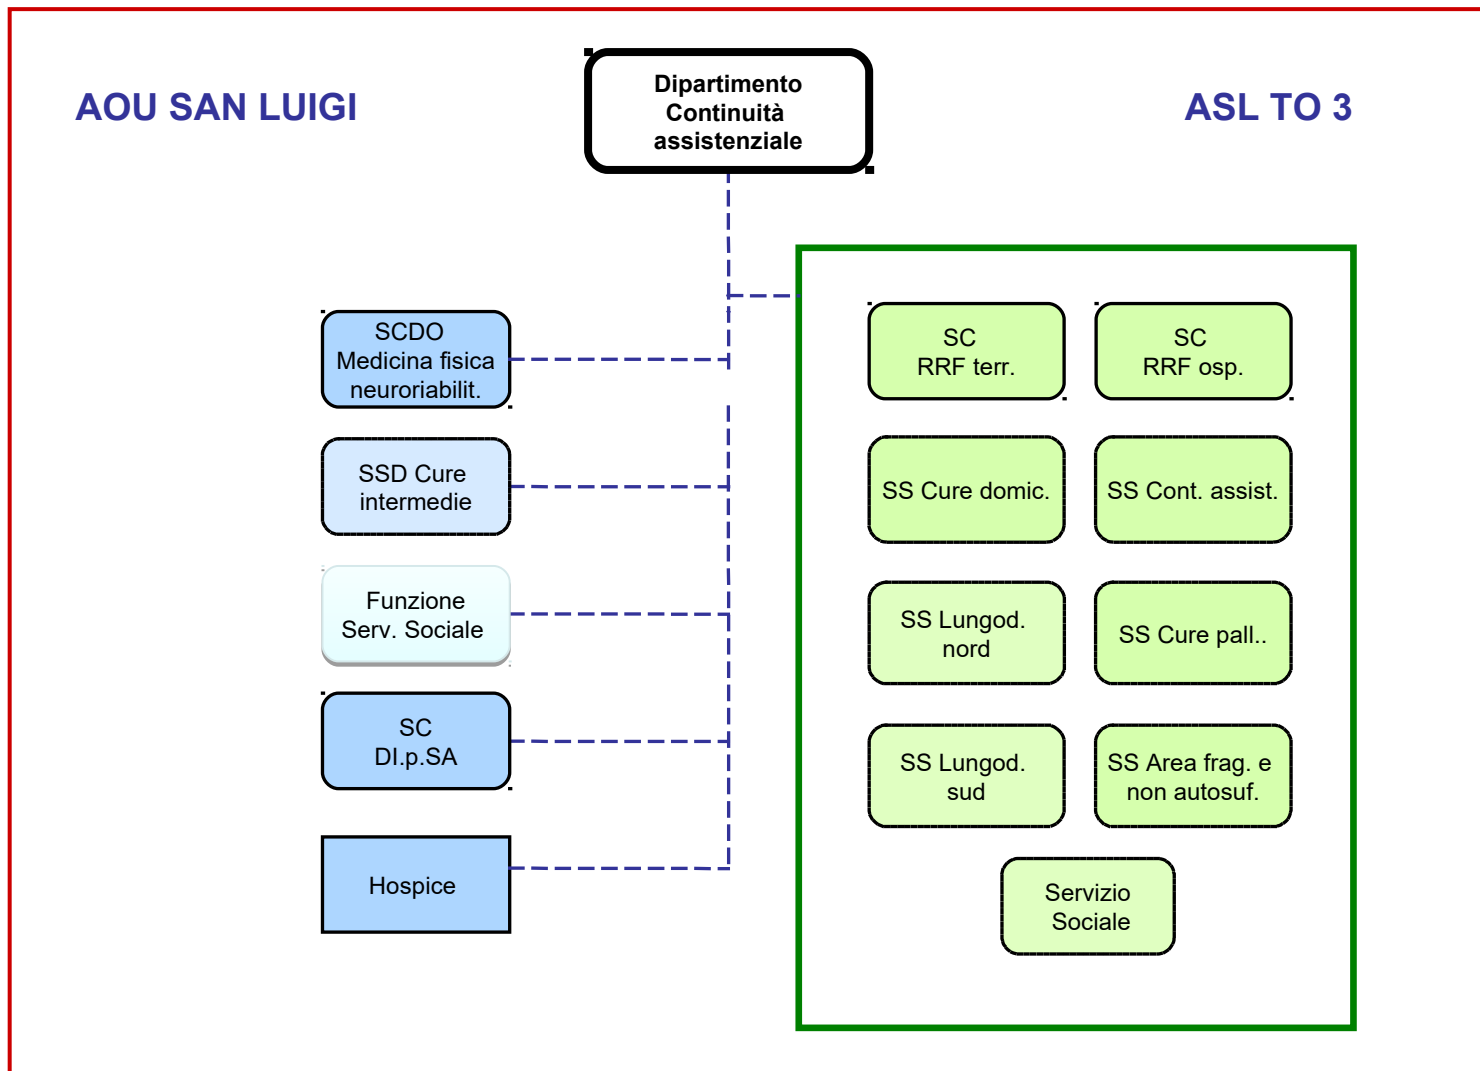 Dipartimento
Continuità
assistenziale
AOU SAN LUIGI
ASL TO 3
SCDO
Medicina fisica
neuroriabilit.
SSD Cure
intermedie
Funzione
Serv. Sociale
SC
DI.p.SA
Hospice
SC
RRF terr.
SC
RRF osp.
SS Cure domic.
SS Cont. assist.
SS Lungod.
nord
SS Cure pall..
SS Lungod.
sud
SS Area frag. e
non autosuf.
Servizio
Sociale